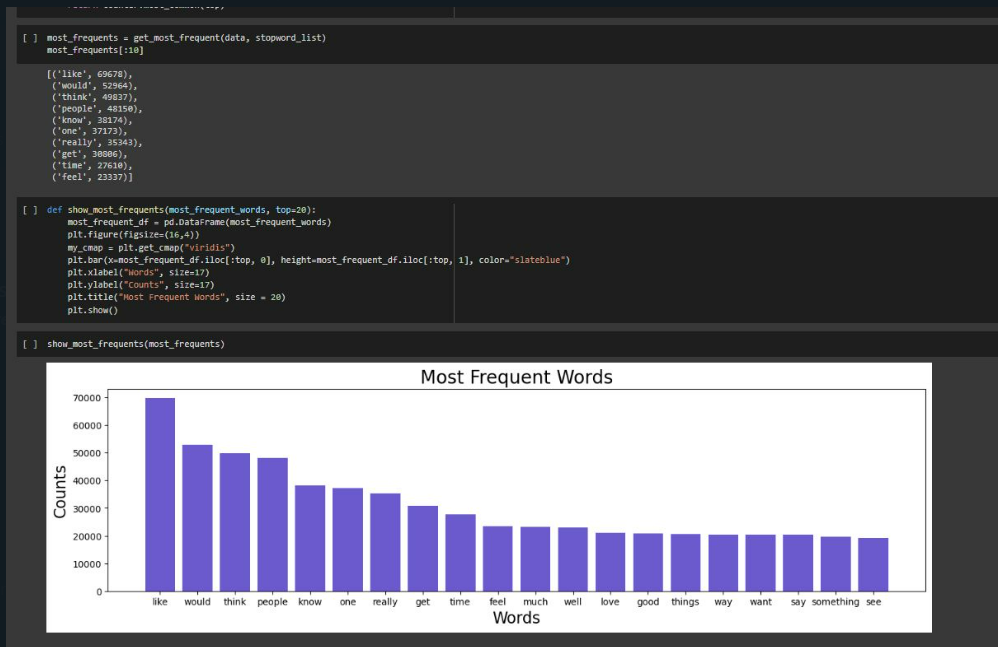 [ ] most_frequents = get_most_frequent(data, stopword_list)
most_frequents[:10]
[('like', 69678),
('would', 52964),
('think', 49837),
('people', 48150),
('know', 38174),
('one', 37173),
('really', 35343),
('get', 30806),
('time', 27610),
('feel', 23337)]
[ ] def show_most_frequents(most_frequent_words, top=20):
most_frequent_df = pd.DataFrame(most_frequent_words)
plt.figure(figsize=(16,4))
my_cmap = plt.get_cmap("viridis")
plt.bar(x=most_frequent_df.iloc[:top, 0], height=most_frequent_df.iloc[:top, 1], color="slateblue")
plt.xlabel("Words", size=17)
plt.ylabel("Counts", size=17)
plt.title("Most Frequent Words", size = 20)
plt.show()
[ ] show_most_frequents(most_frequents)
Most Frequent Words
70000
60000
50000
40000
30000
20000
10000
0
Counts
like would think people know one really get time feel much well love good things way want say something see
Words